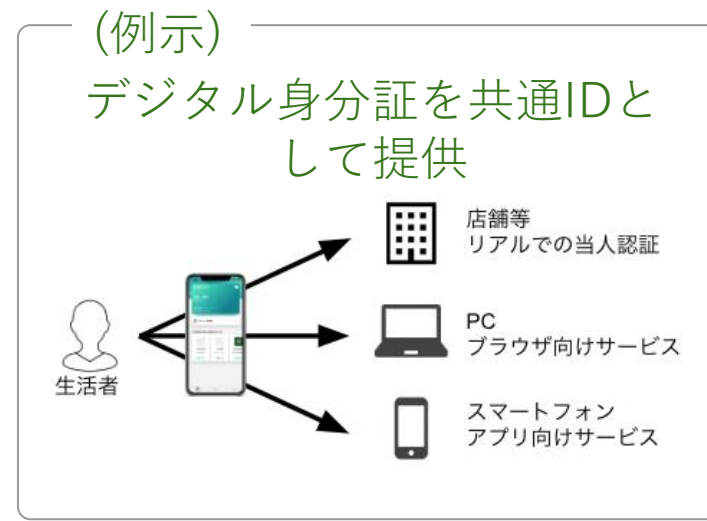 (例示)
デジタル身分証を共通IDと
して提供
店舗等
リアルでの当人認証
生活者
PC
ブラウザ向けサービス
スマートフォン
アプリ向けサービス